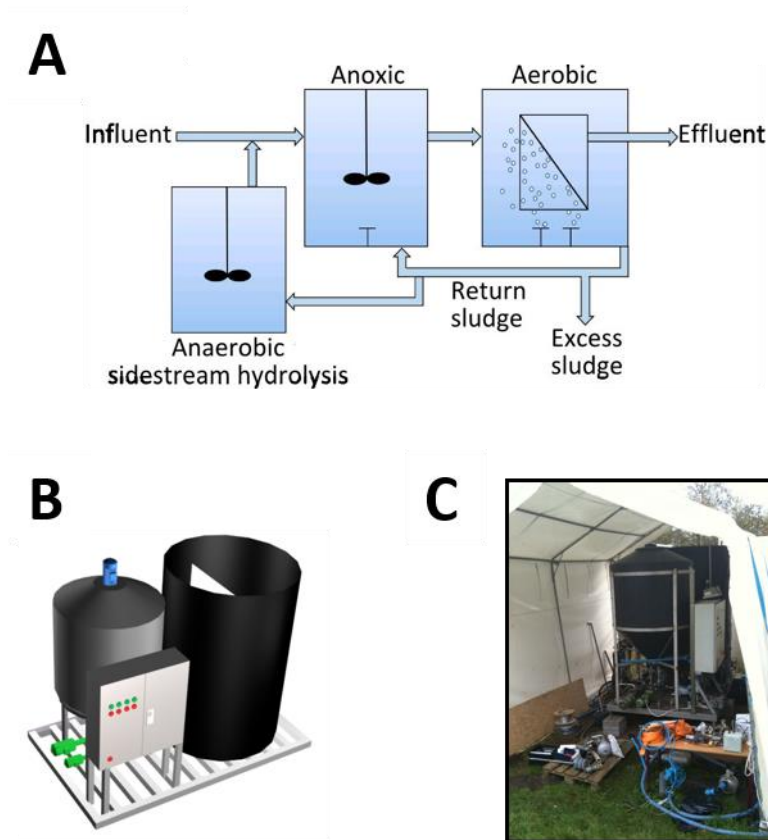 A
Anoxic
Aerobic
Influent
Effluent
Return
sludge
Excess
sludge
Anaerobic
sidestream hydrolysis
B
C